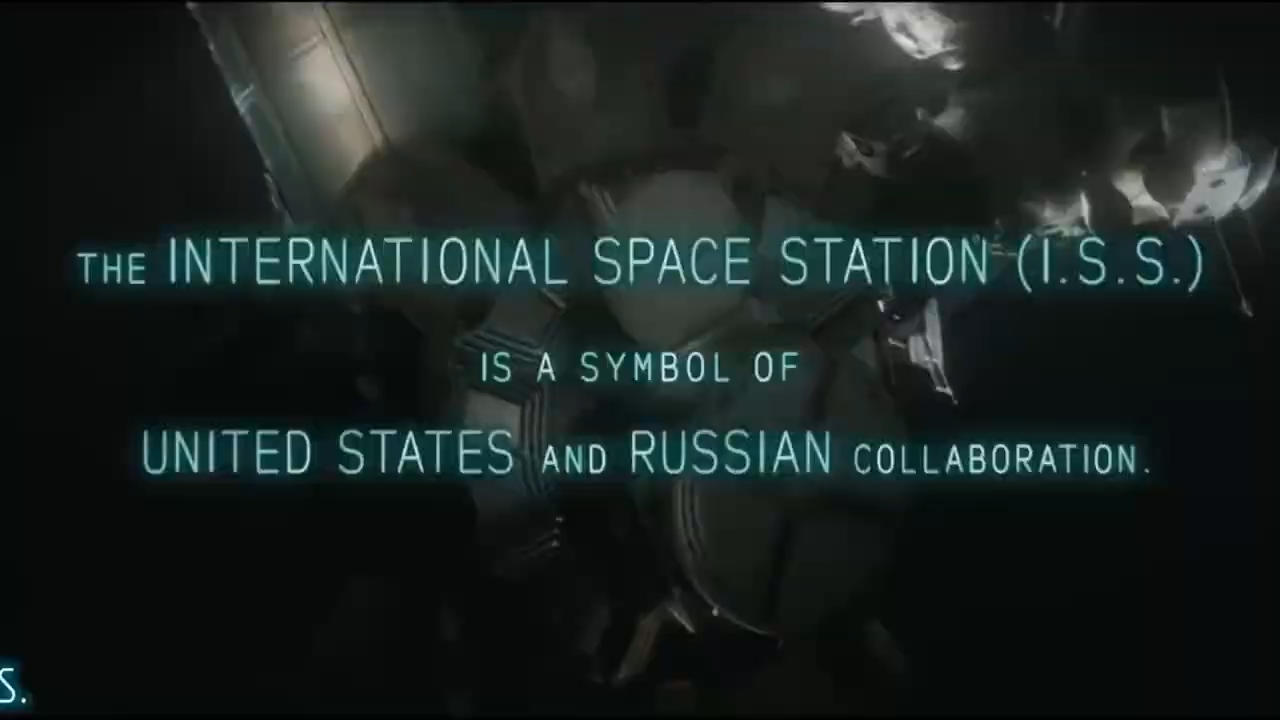 THE INTERNATIONAL SPACE STATION (I.S.S.)
IS A SYMBOL OF
UNITED STATES AND RUSSIAN COLLABORATION.
S.